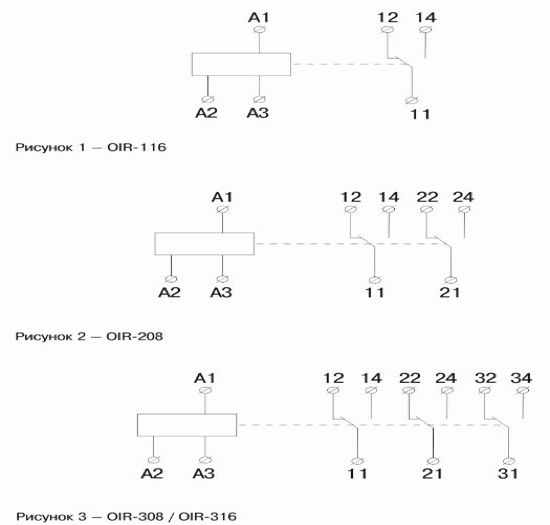 A1 12 14
A2 A3 11
Рисунок 1 – OIR-116
A1 12 14 22 24
A2 A3 11 21
Рисунок 2 – OIR-208
A1 12 14 22 24 32 34
A2 A3 11 21 31
Рисунок 3 – OIR-308 / OIR-316